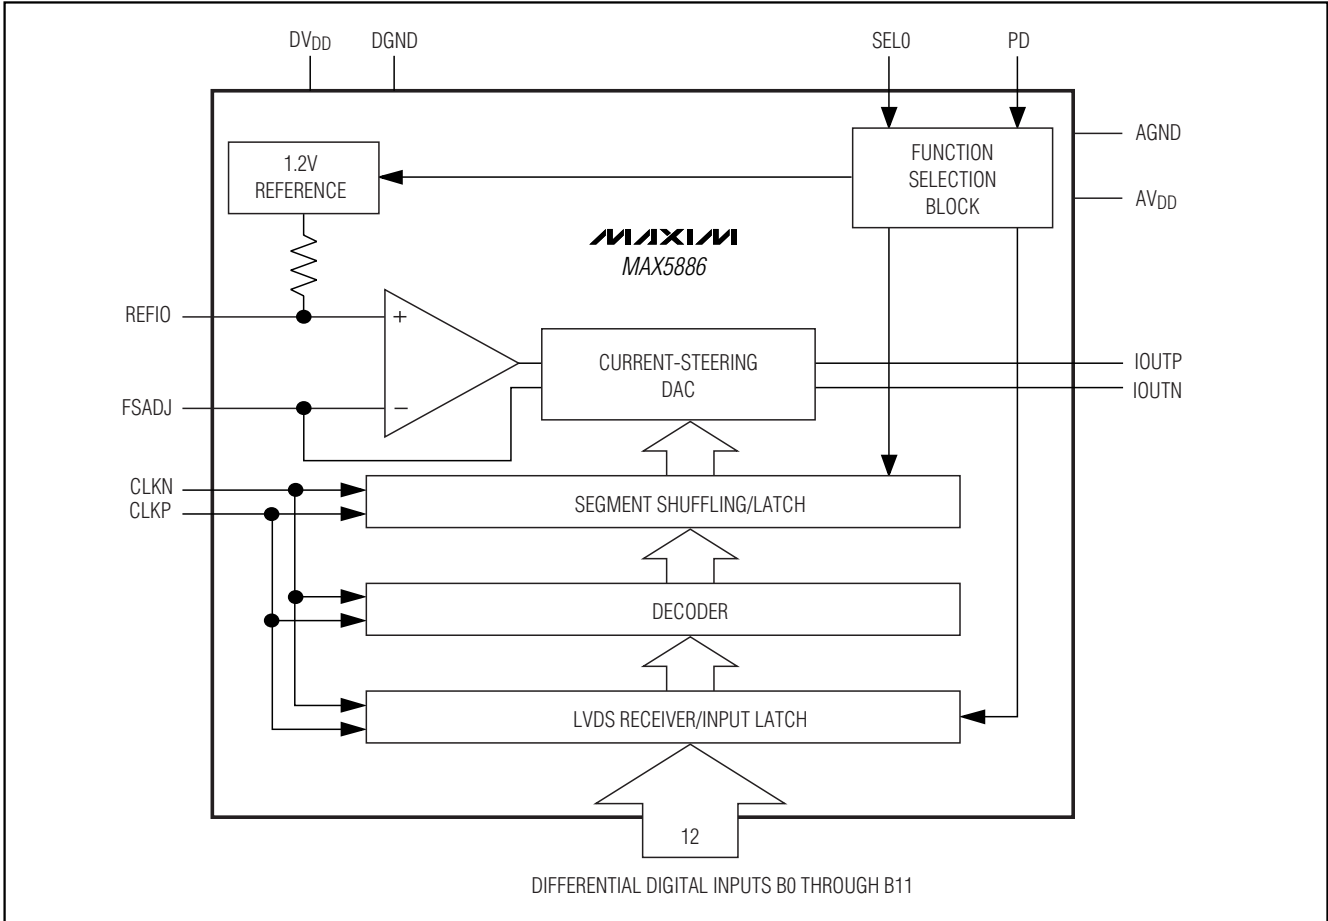 DVDD DGND SEL0 PD
AGND
1.2V
REFERENCE
FUNCTION
SELECTION
BLOCK
AVDD
MAXIM
MAX5886
REFIO
+
CURRENT-STEERING
DAC
IOUTP
IOUTN
FSADJ
−
CLKN
CLKP
SEGMENT SHUFFLING/LATCH
DECODER
LVDS RECEIVER/INPUT LATCH
12
DIFFERENTIAL DIGITAL INPUTS B0 THROUGH B11